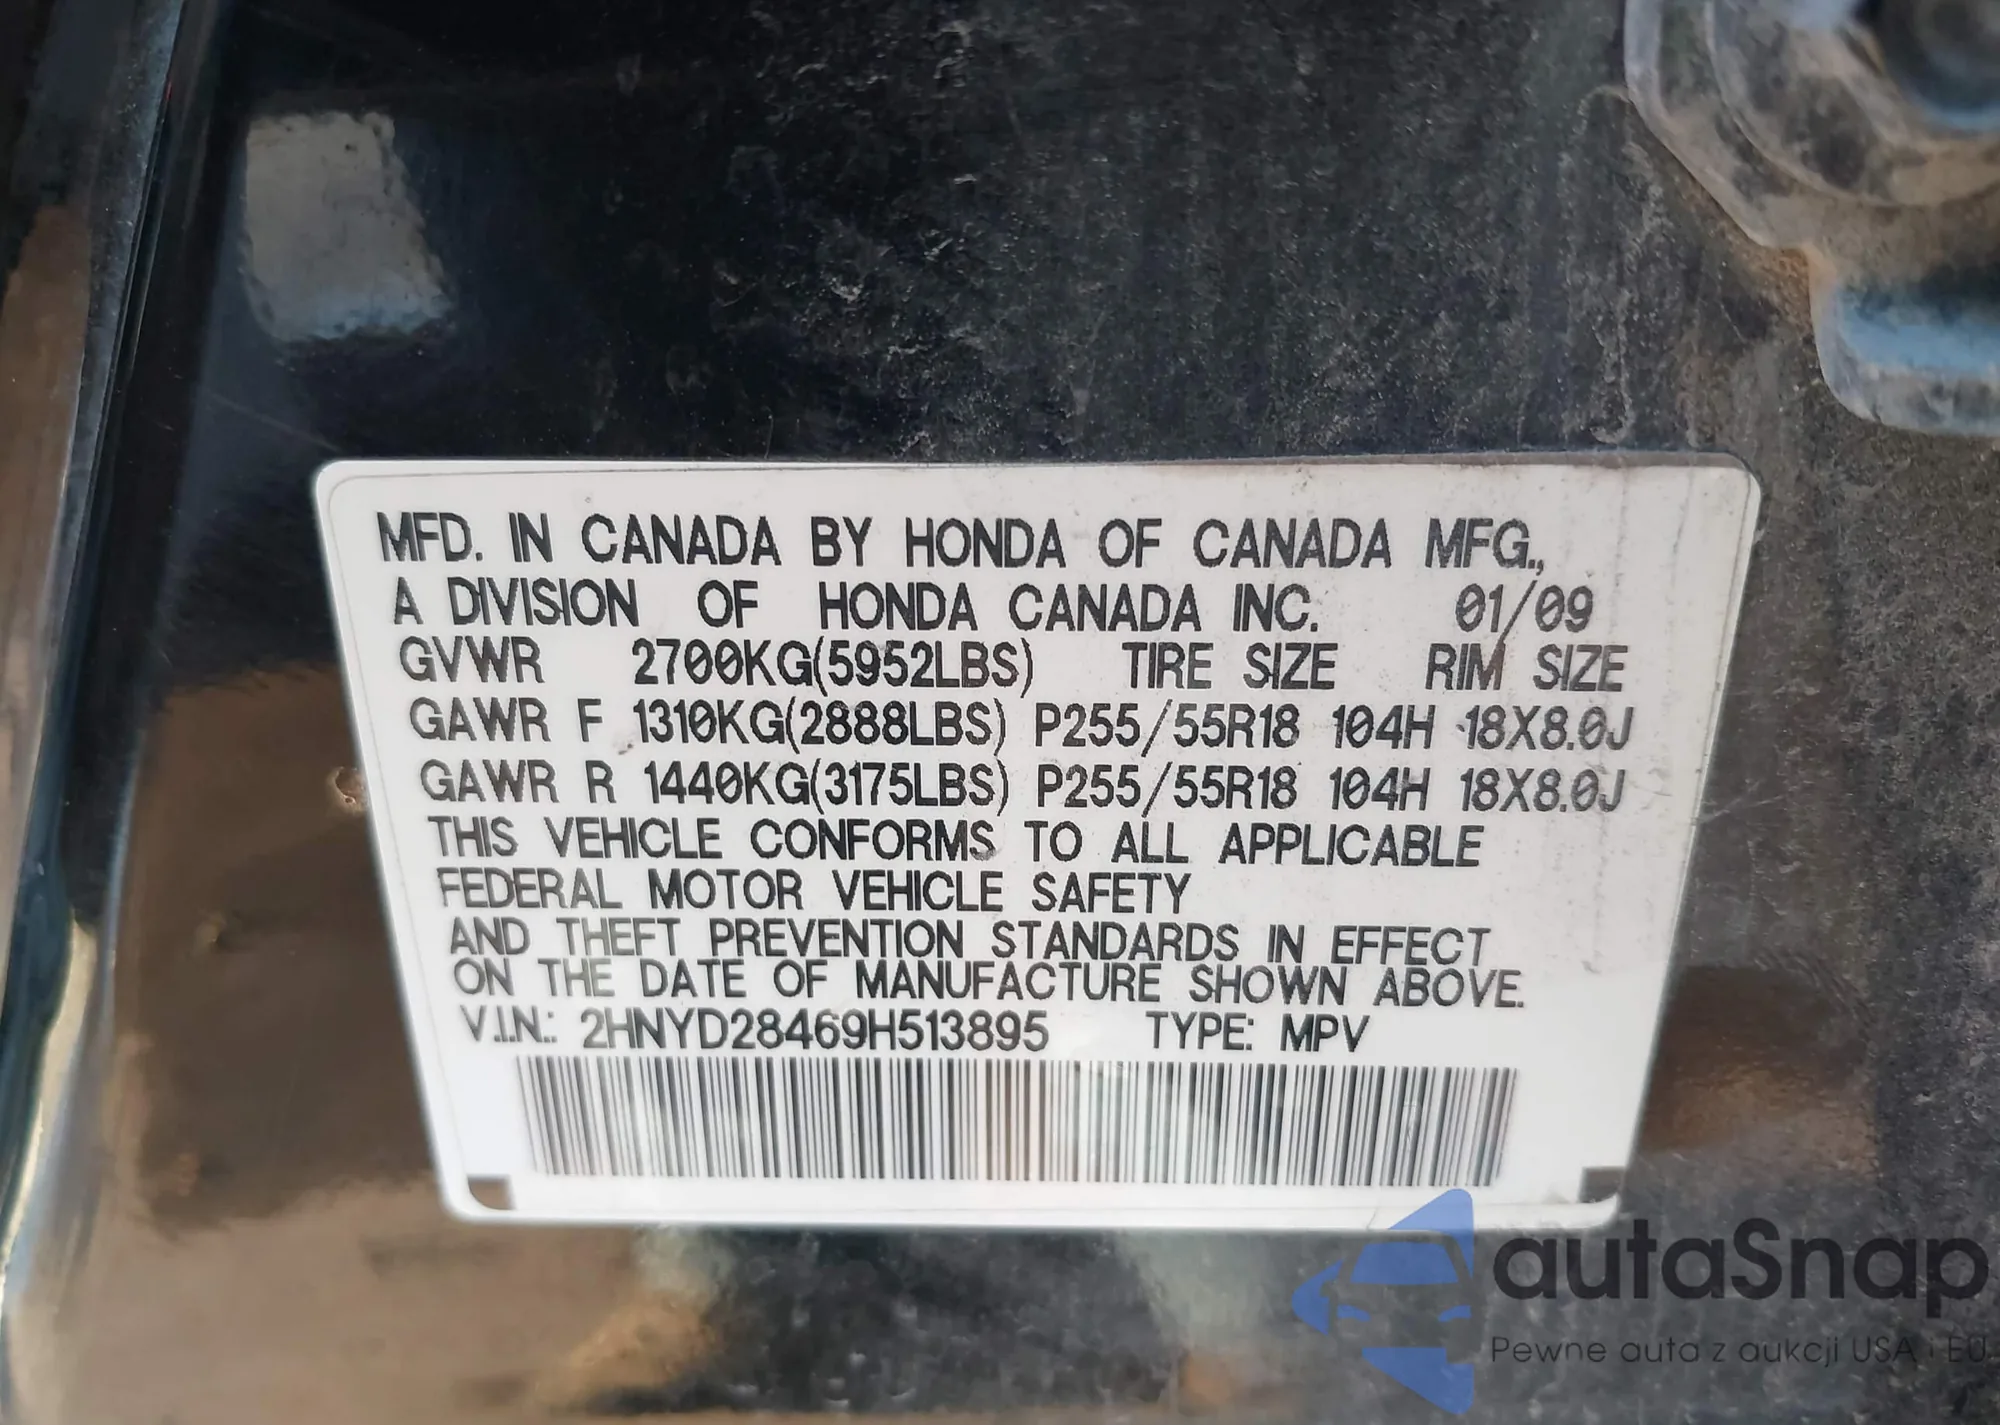 MFD. IN CANADA BY HONDA OF CANADA MFG.,
A DIVISION OF HONDA CANADA INC. 01/09
GVWR 2700KG(5952LBS) TIRE SIZE RIM SIZE
GAWR F 1310KG(2888LBS) P255/55R18 104H 18X8.0J
GAWR R 1440KG(3175LBS) P255/55R18 104H 18X8.0J
THIS VEHICLE CONFORMS TO ALL APPLICABLE
FEDERAL MOTOR VEHICLE SAFETY
AND THEFT PREVENTION STANDARDS IN EFFECT
ON THE DATE OF MANUFACTURE SHOWN ABOVE.
V.I.N.: 2HNYD28469H513895 TYPE: MPV
autaSnap
Pewne auta z aukcji USA i EU